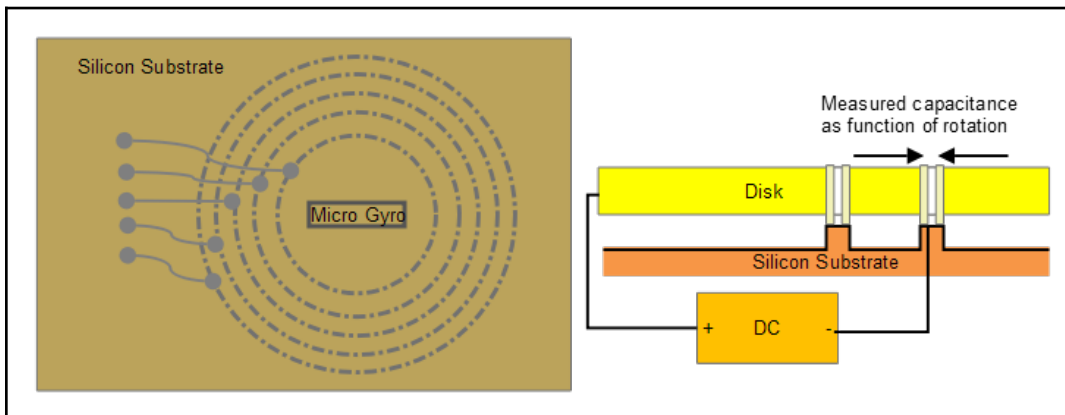 Silicon Substrate
Micro Gyro
Measured capacitance
as function of rotation
Disk
Silicon Substrate
+ DC -